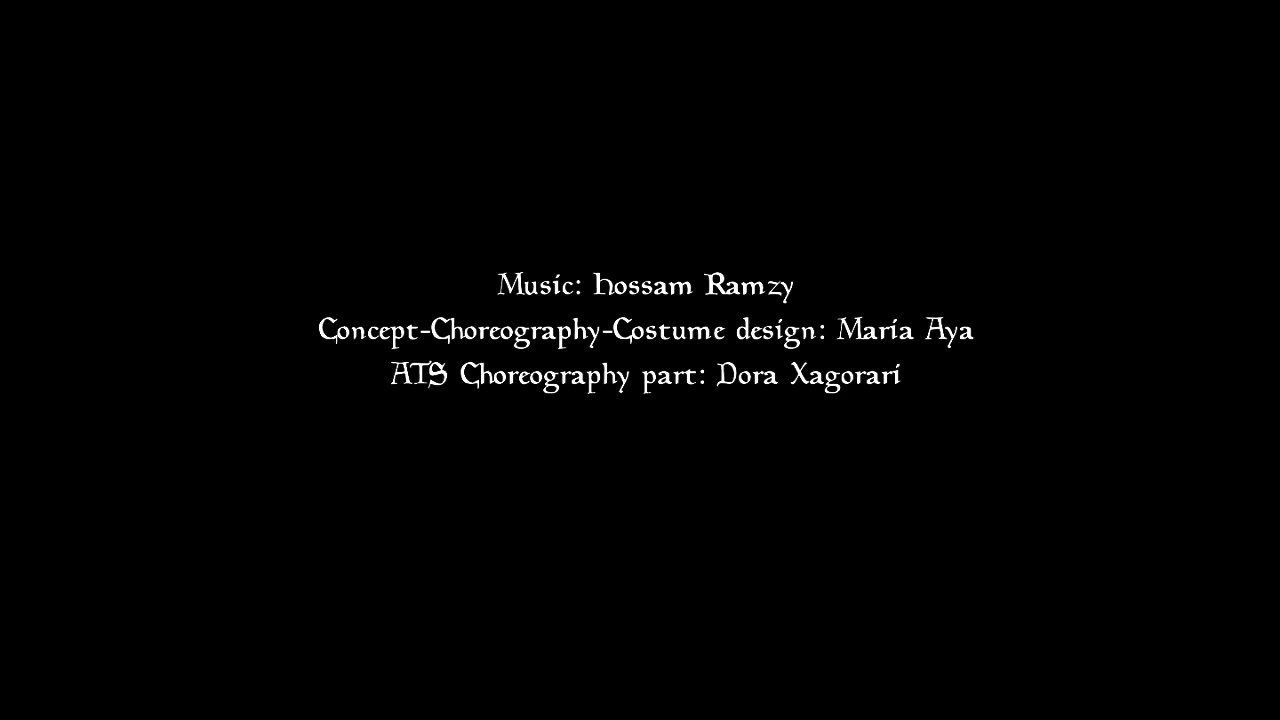 Music: Hossam Ramzy
Concept-Choreography-Costume design: Maria Aya
ATS Choreography part: Dora Xagorari